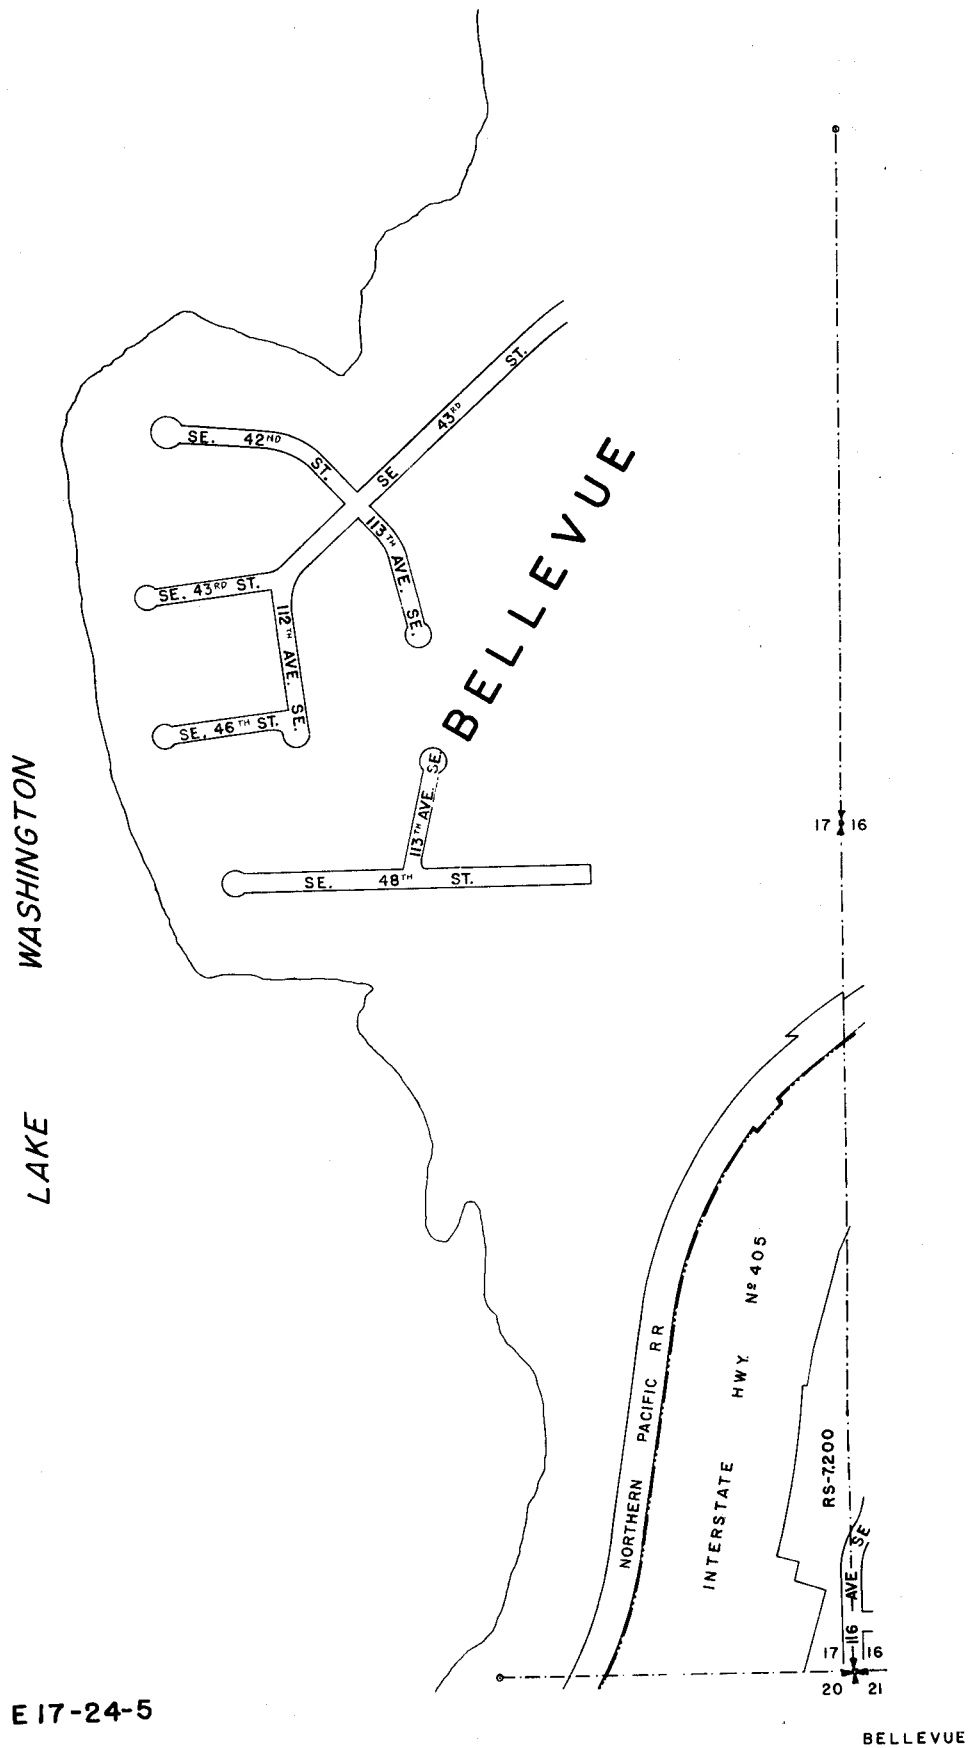 SE. 42ND ST.
SE 43RD ST.
113TH AVE. SE.
SE. 43RD ST.
112TH AVE. SE.
SE. 46TH ST.
BELLEVUE
113TH AVE. SE.
SE. 48TH ST.
17 16
LAKE WASHINGTON
NORTHERN PACIFIC RR
INTERSTATE HWY. Nº 405
RS-7200
116 AVE SE
17 16
20 21
E 17-24-5
BELLEVUE